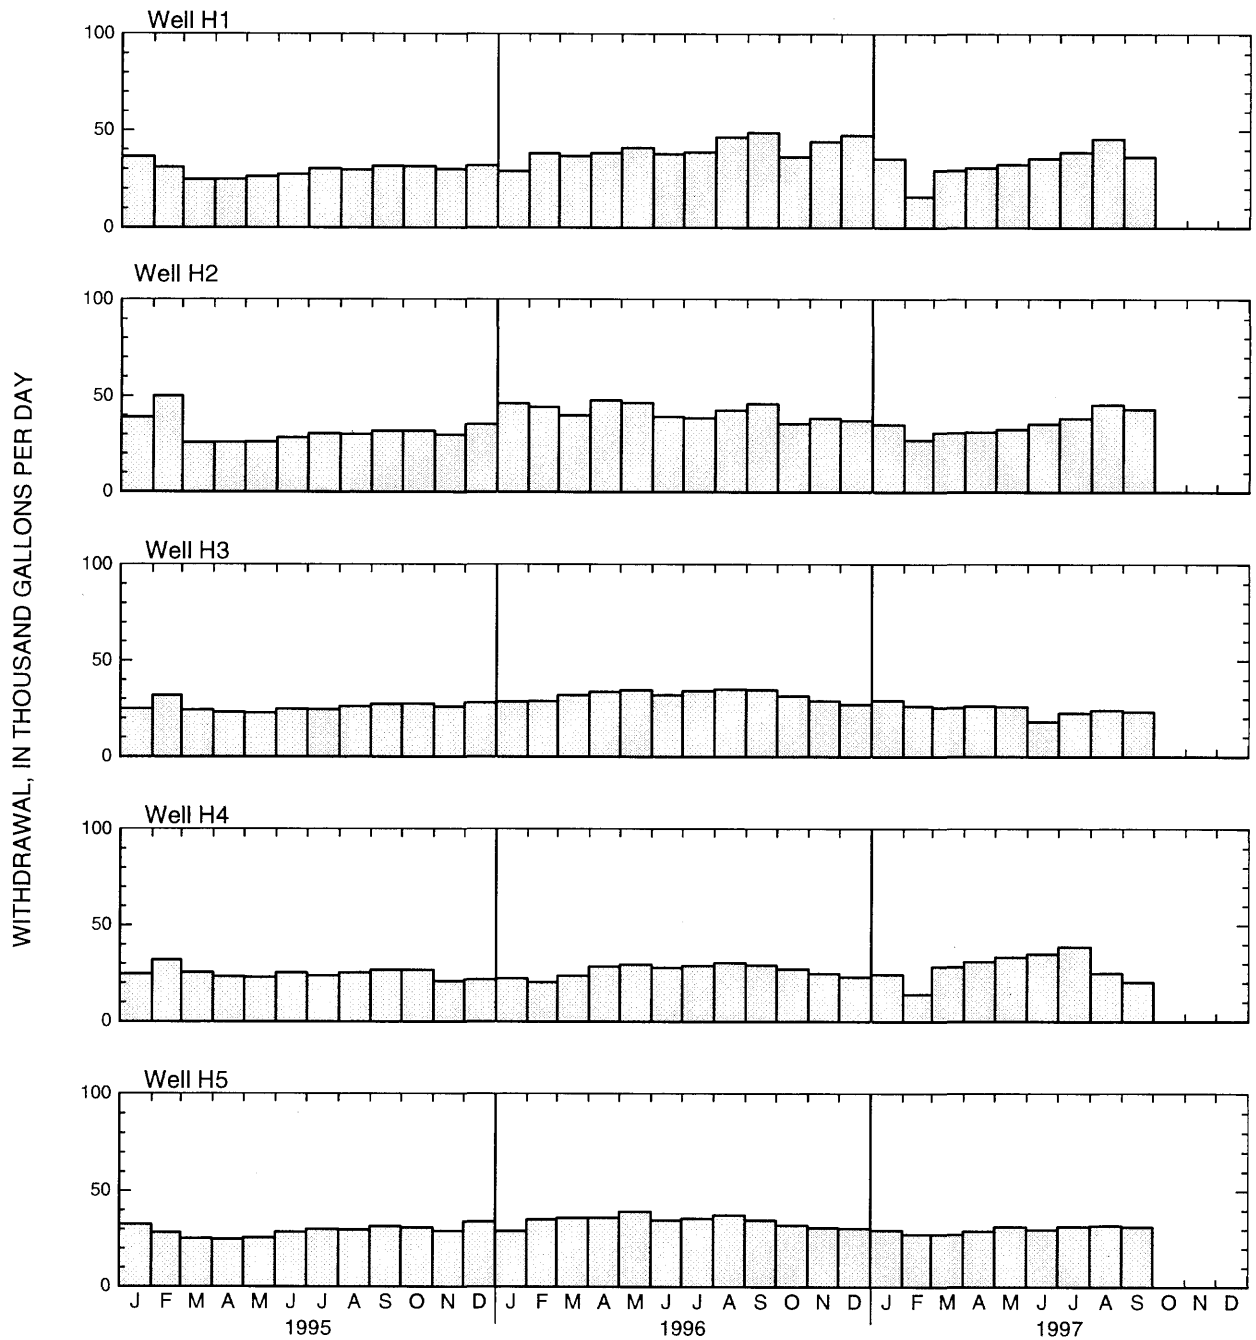 Well H1
100
50
0
Well H2
100
50
0
WITHDRAWAL, IN THOUSAND GALLONS PER DAY
Well H3
100
50
0
Well H4
100
50
0
Well H5
100
50
0
J F M A M J J A S O N D J F M A M J J A S O N D J F M A M J J A S O N D
1995 1996 1997